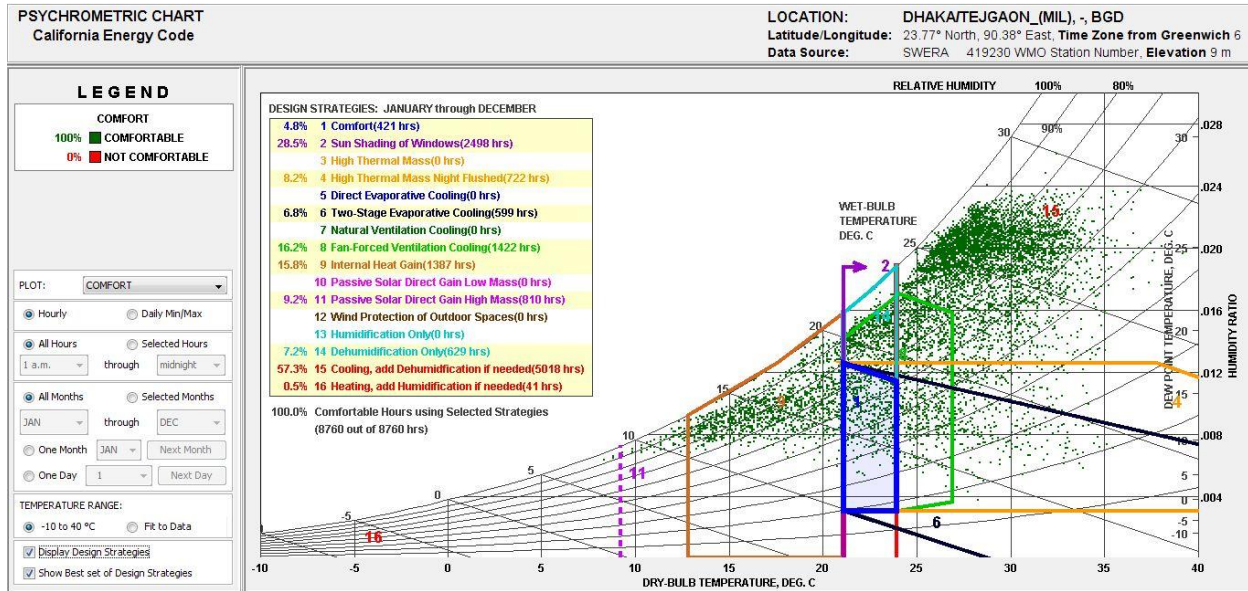 PSYCHROMETRIC CHART
California Energy Code
LOCATION: DHAKA/TEJGAON_(MIL), -, BGD
Latitude/Longitude: 23.77° North, 90.38° East, Time Zone from Greenwich 6
Data Source: SWERA 419230 WMO Station Number, Elevation 9 m
LEGEND
COMFORT
100% COMFORTABLE
0% NOT COMFORTABLE
PLOT: COMFORT
Hourly Daily Min/Max
All Hours Selected Hours
1 a.m. through midnight
All Months Selected Months
JAN through DEC
One Month JAN Next Month
One Day 1 Next Day
TEMPERATURE RANGE:
-10 to 40 °C Fit to Data
Display Design Strategies
Show Best set of Design Strategies
DESIGN STRATEGIES: JANUARY through DECEMBER
4.8% 1 Comfort(421 hrs)
28.5% 2 Sun Shading of Windows(2498 hrs)
3 High Thermal Mass(0 hrs)
8.2% 4 High Thermal Mass Night Flushed(722 hrs)
5 Direct Evaporative Cooling(0 hrs)
6.8% 6 Two-Stage Evaporative Cooling(599 hrs)
7 Natural Ventilation Cooling(0 hrs)
16.2% 8 Fan-Forced Ventilation Cooling(1422 hrs)
15.8% 9 Internal Heat Gain(1387 hrs)
10 Passive Solar Direct Gain Low Mass(0 hrs)
9.2% 11 Passive Solar Direct Gain High Mass(810 hrs)
12 Wind Protection of Outdoor Spaces(0 hrs)
13 Humidification Only(0 hrs)
7.2% 14 Dehumidification Only(629 hrs)
57.3% 15 Cooling, add Dehumidfication if needed(5018 hrs)
0.5% 16 Heating, add Humidification if needed(41 hrs)
100.0% Comfortable Hours using Selected Strategies
(8760 out of 8760 hrs)
RELATIVE HUMIDITY 100% 80%
90%
30
30
WET-BULB
TEMPERATURE
DEG. C
25
25
20
20
15
15
10
10
5
5
0
0
-5
-5
-10
15
2
4
1
9
11
16
6
.028
.024
.020
.016
.012
.008
.004
DEW POINT TEMPERATURE, DEG. C
HUMIDITY RATIO
-10 -5 0 5 10 15 20 25 30 35 40
DRY-BULB TEMPERATURE, DEG. C